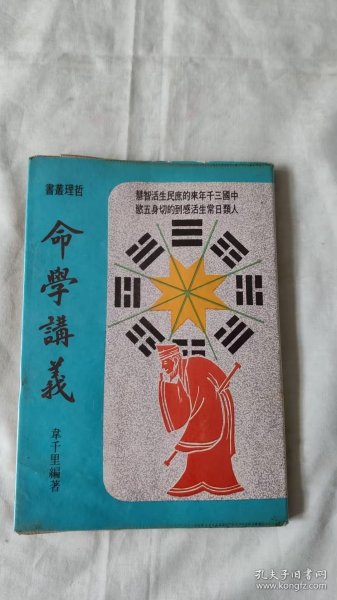 哲理叢書
中國三千年來的庶民生活智慧
人類日常生活感到的切身五慾
命學講義
韋千里編著
孔夫子旧书网